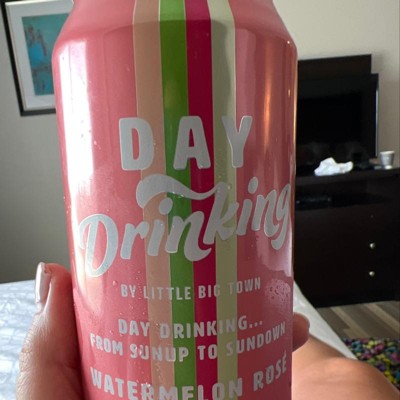 DAY
Drinking
BY LITTLE BIG TOWN
DAY DRINKING...
FROM SUNUP TO SUNDOWN
WATERMELON ROSÉ